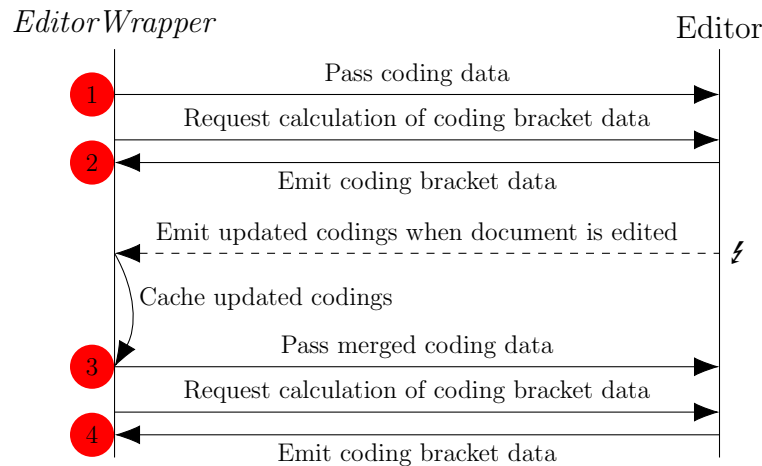 EditorWrapper
Editor
Pass coding data
1
Request calculation of coding bracket data
2
Emit coding bracket data
Emit updated codings when document is edited
Cache updated codings
Pass merged coding data
3
Request calculation of coding bracket data
4
Emit coding bracket data